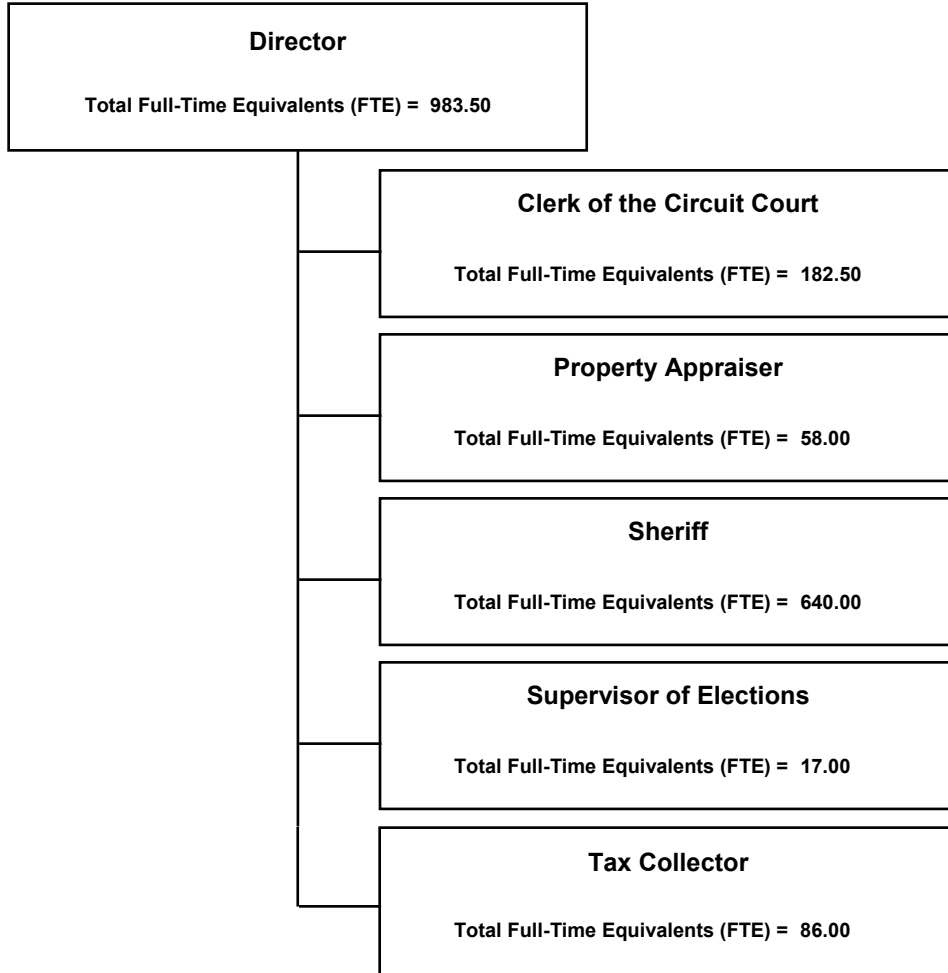 Director
Total Full-Time Equivalents (FTE) = 983.50
Clerk of the Circuit Court
Total Full-Time Equivalents (FTE) = 182.50
Property Appraiser
Total Full-Time Equivalents (FTE) = 58.00
Sheriff
Total Full-Time Equivalents (FTE) = 640.00
Supervisor of Elections
Total Full-Time Equivalents (FTE) = 17.00
Tax Collector
Total Full-Time Equivalents (FTE) = 86.00